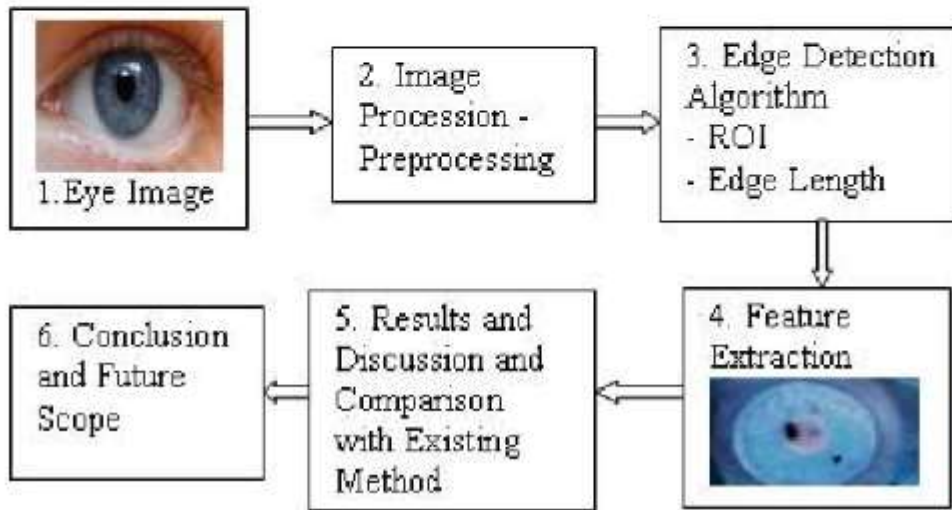 1.Eye Image
2. Image
Procession -
Preprocessing
3. Edge Detection
Algorithm
- ROI
- Edge Length
4. Feature
Extraction
5. Results and
Discussion and
Comparison
with Existing
Method
6. Conclusion
and Future
Scope